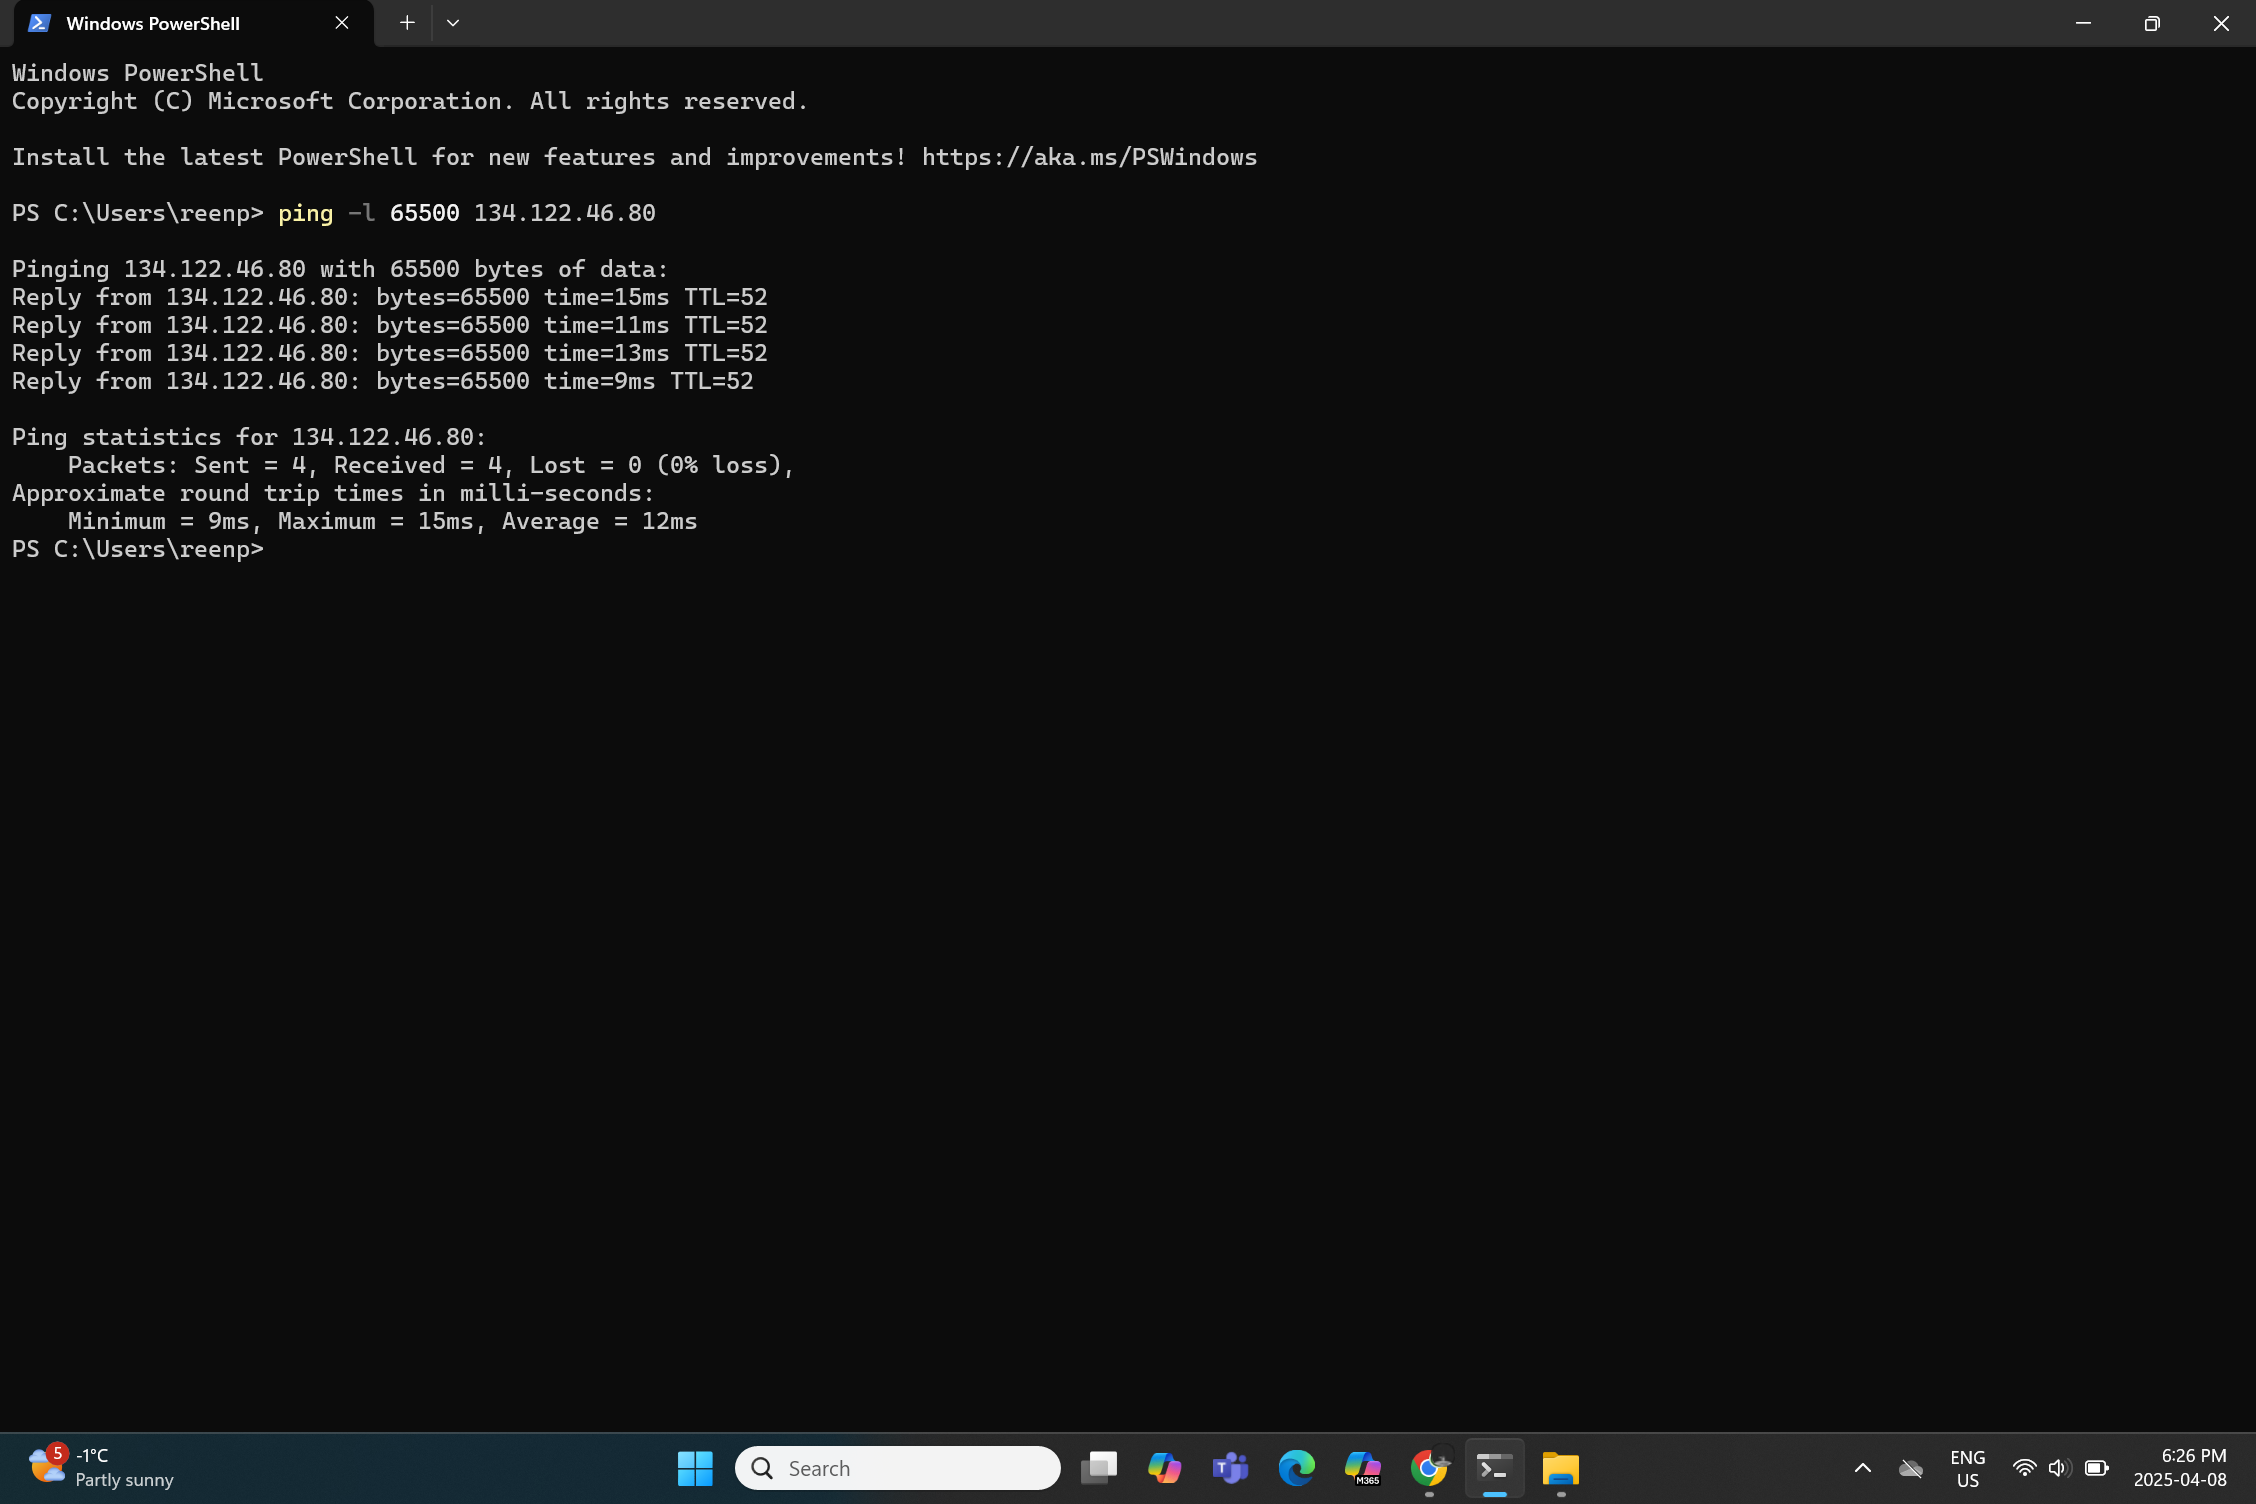 Windows PowerShell
Windows PowerShell
Copyright (C) Microsoft Corporation. All rights reserved.
Install the latest PowerShell for new features and improvements! https://aka.ms/PSWindows
PS C:\Users\reenp> ping -l 65500 134.122.46.80
Pinging 134.122.46.80 with 65500 bytes of data:
Reply from 134.122.46.80: bytes=65500 time=15ms TTL=52
Reply from 134.122.46.80: bytes=65500 time=11ms TTL=52
Reply from 134.122.46.80: bytes=65500 time=13ms TTL=52
Reply from 134.122.46.80: bytes=65500 time=9ms TTL=52
Ping statistics for 134.122.46.80:
    Packets: Sent = 4, Received = 4, Lost = 0 (0% loss),
Approximate round trip times in milli-seconds:
    Minimum = 9ms, Maximum = 15ms, Average = 12ms
PS C:\Users\reenp>
5
-1°C
Partly sunny
Search
T
M365
ENG
US
6:26 PM
2025-04-08